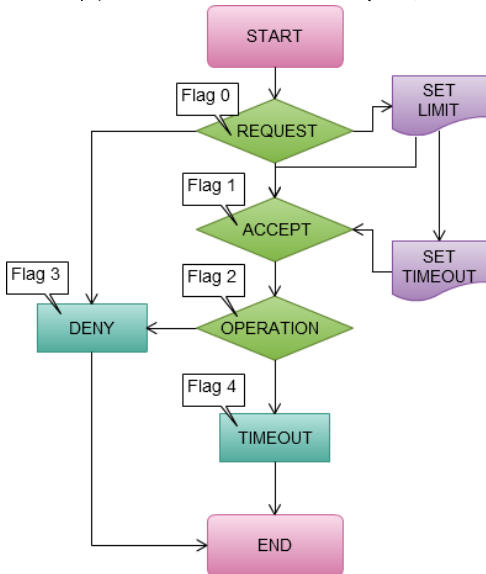 START
Flag 0
SET
LIMIT
REQUEST
Flag 1
ACCEPT
SET
TIMEOUT
Flag 3
Flag 2
DENY
OPERATION
Flag 4
TIMEOUT
END